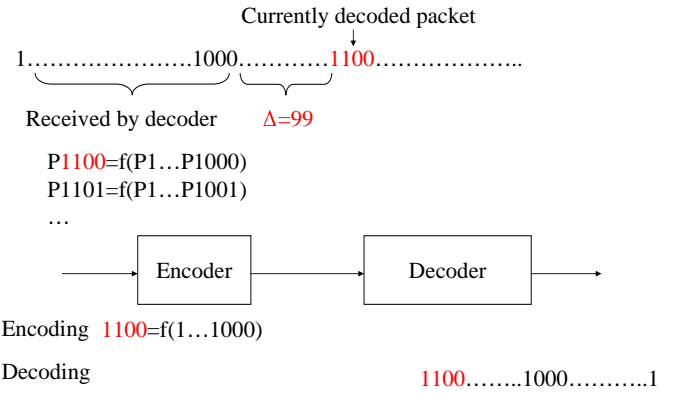 Currently decoded packet
1………………….1000…………1100………………..
Received by decoder Δ=99
P1100=f(P1…P1000)
P1101=f(P1…P1001)
…
Encoder Decoder
Encoding 1100=f(1…1000)
Decoding 1100……..1000………..1